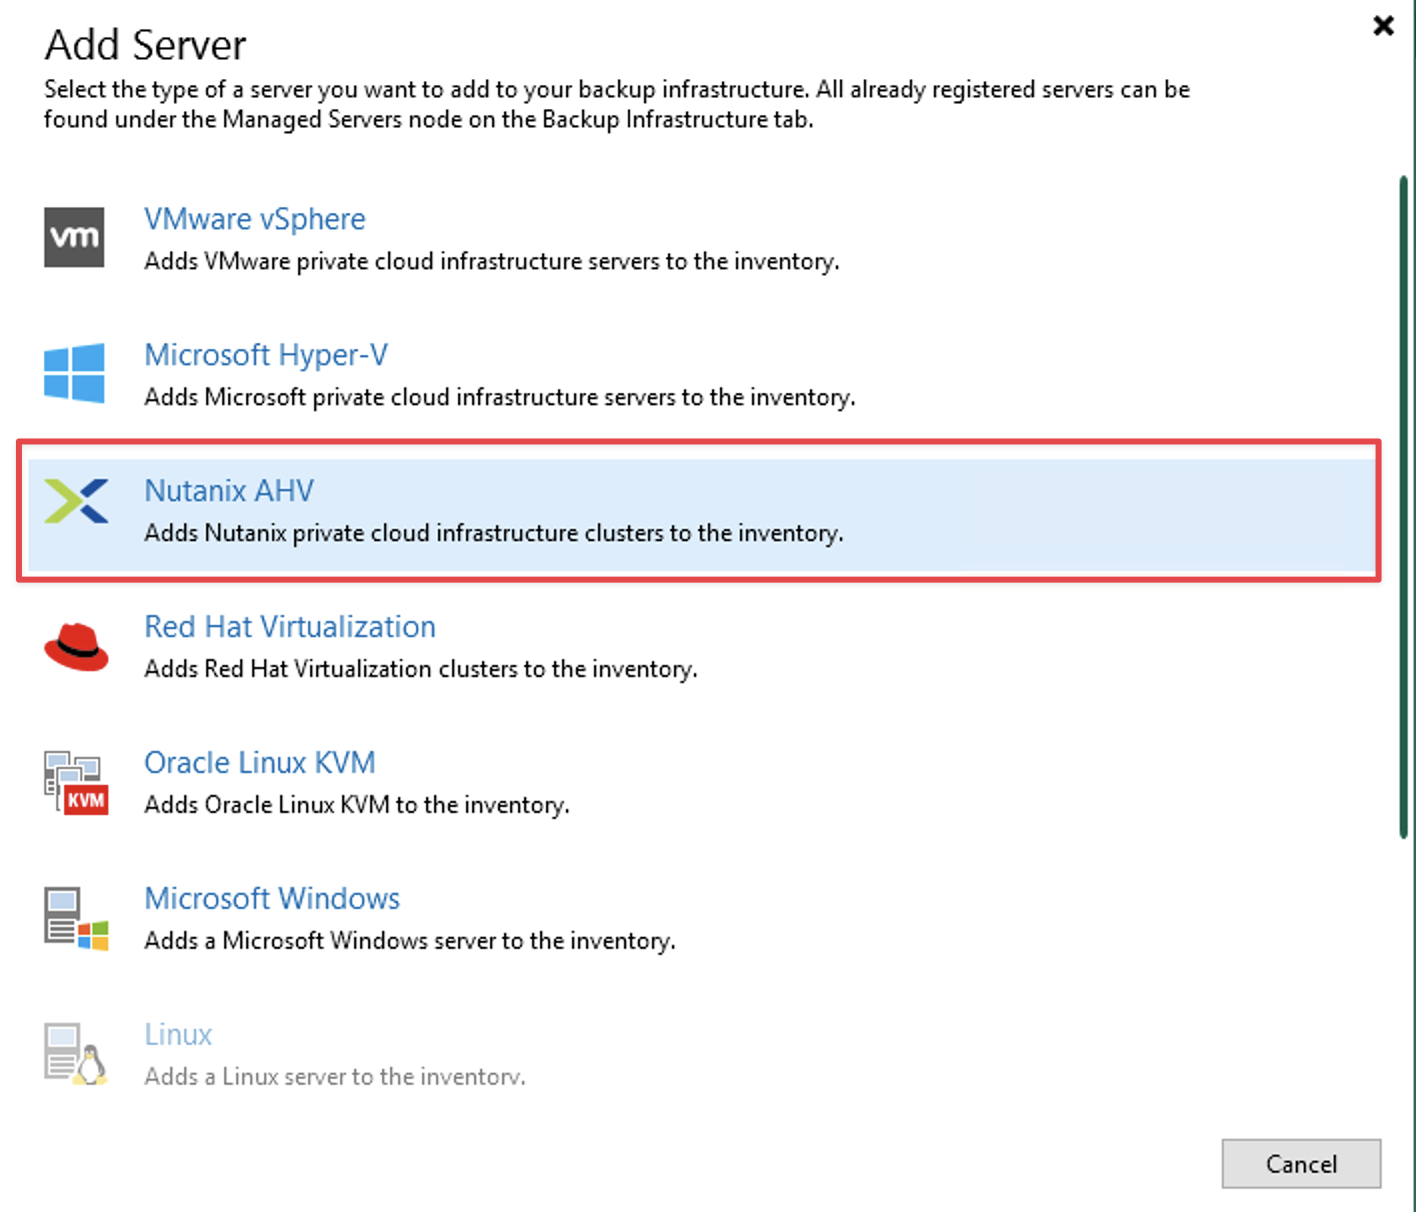 Add Server
Select the type of a server you want to add to your backup infrastructure. All already registered servers can be
found under the Managed Servers node on the Backup Infrastructure tab.
vm
VMware vSphere
Adds VMware private cloud infrastructure servers to the inventory.
Microsoft Hyper-V
Adds Microsoft private cloud infrastructure servers to the inventory.
Nutanix AHV
Adds Nutanix private cloud infrastructure clusters to the inventory.
Red Hat Virtualization
Adds Red Hat Virtualization clusters to the inventory.
Oracle Linux KVM
KVM
Adds Oracle Linux KVM to the inventory.
Microsoft Windows
Adds a Microsoft Windows server to the inventory.
Linux
Adds a Linux server to the inventory.
Cancel